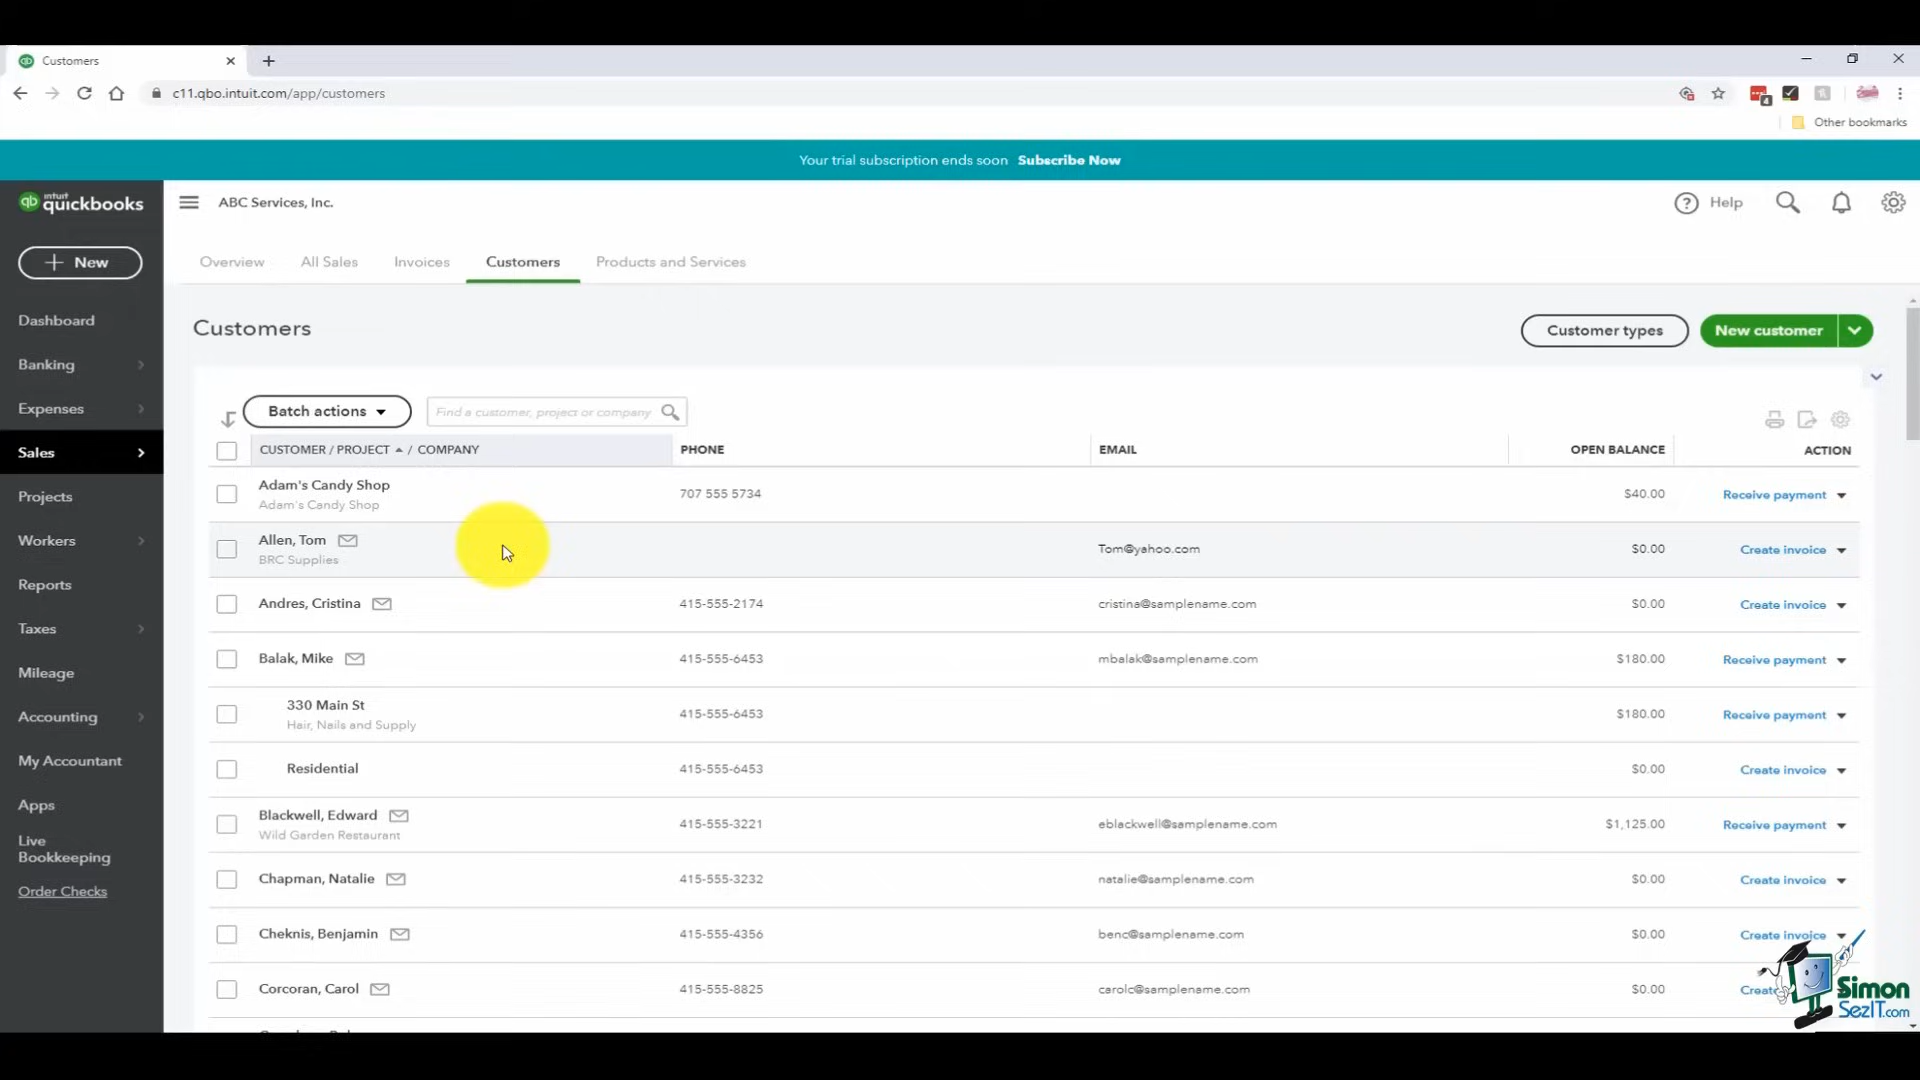 Customers
c11.qbo.intuit.com/app/customers
4
Other bookmarks
Your trial subscription ends soon Subscribe Now
qb intuit quickbooks
ABC Services, Inc.
? Help
+ New
Overview All Sales Invoices Customers Products and Services
Dashboard
Banking
Expenses
Sales
Projects
Workers
Reports
Taxes
Mileage
Accounting
My Accountant
Apps
Live
Bookkeeping
Order Checks
Customers
Customer types New customer
Batch actions Find a customer, project or company
CUSTOMER / PROJECT / COMPANY PHONE EMAIL OPEN BALANCE ACTION
Adam's Candy Shop 707 555 5734 $40.00 Receive payment
Adam's Candy Shop
Allen, Tom Tom@yahoo.com $0.00 Create invoice
BRC Supplies
Andres, Cristina 415-555-2174 cristina@samplename.com $0.00 Create invoice
Balak, Mike 415-555-6453 mbalak@samplename.com $180.00 Receive payment
330 Main St 415-555-6453 $180.00 Receive payment
Hair, Nails and Supply
Residential 415-555-6453 $0.00 Create invoice
Blackwell, Edward 415-555-3221 eblackwell@samplename.com $1,125.00 Receive payment
Wild Garden Restaurant
Chapman, Natalie 415-555-3232 natalie@samplename.com $0.00 Create invoice
Cheknis, Benjamin 415-555-4356 benc@samplename.com $0.00 Create invoice
Corcoran, Carol 415-555-8825 carolc@samplename.com $0.00
Simon
SezIT.com